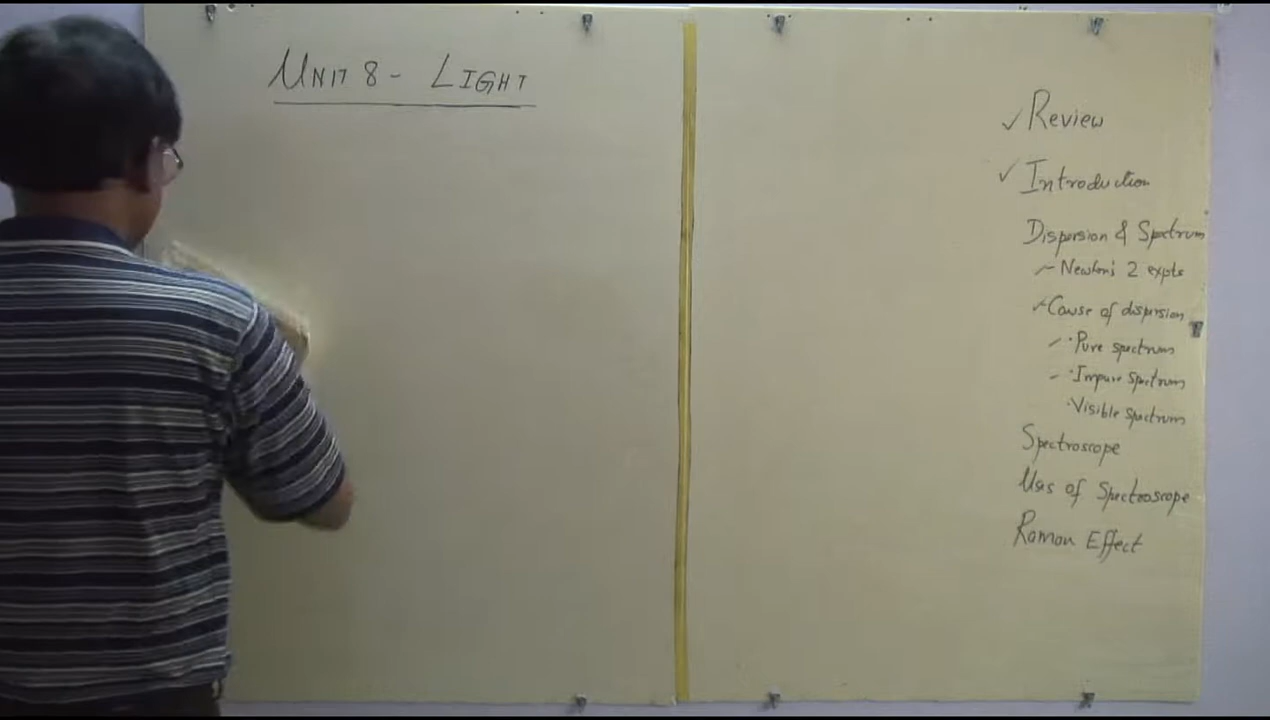 Unit 8 - Light
✓ Review
✓ Introduction
Dispersion & Spectrum
- Newton's 2 expts
✓ Cause of dispersion
- · Pure spectrum
- · Impure spectrum
· Visible spectrum
Spectroscope
Uses of Spectroscope
Raman Effect